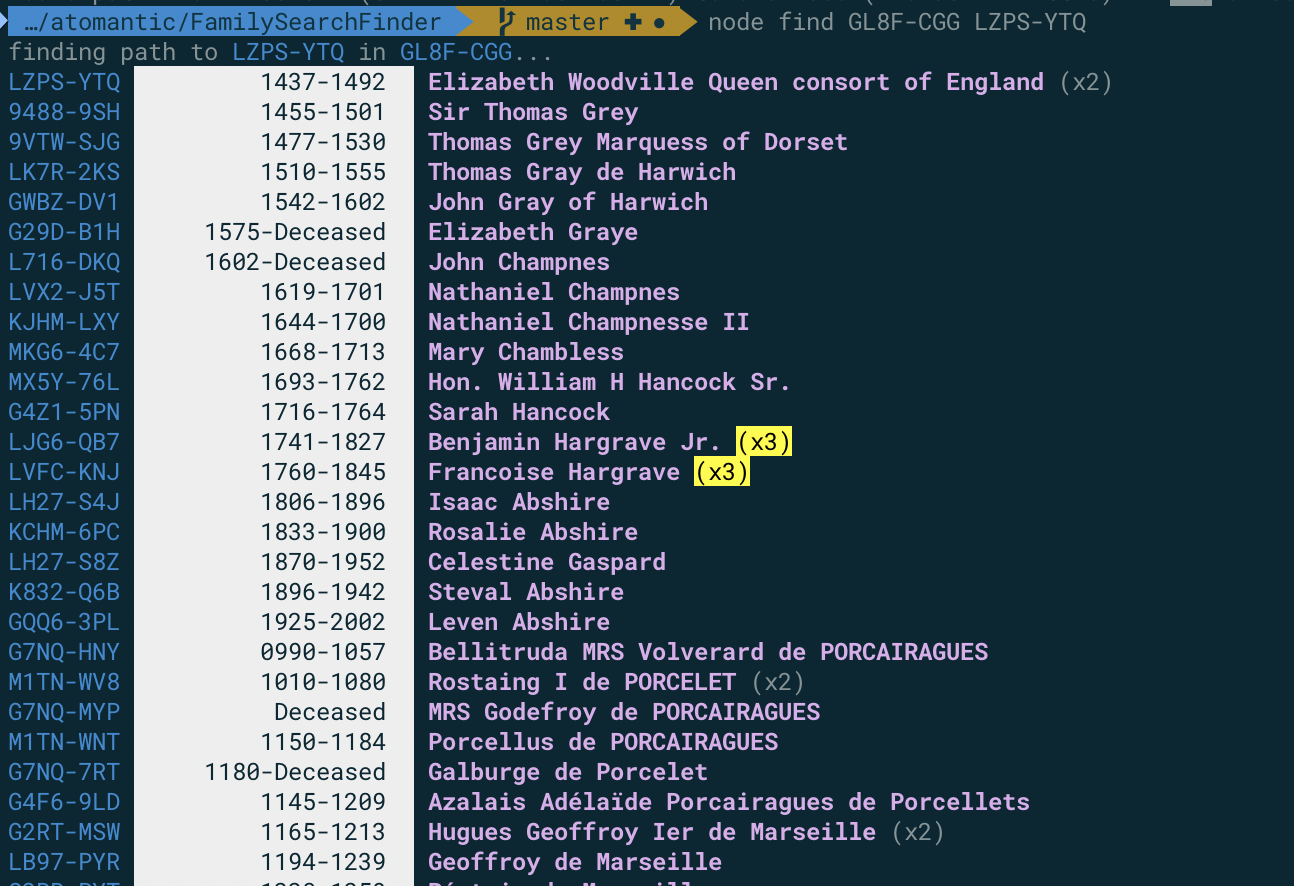 …/atomantic/FamilySearchFinder master ✚ ● node find GL8F-CGG LZPS-YTQ
finding path to LZPS-YTQ in GL8F-CGG...
LZPS-YTQ 1437-1492 Elizabeth Woodville Queen consort of England (x2)
9488-9SH 1455-1501 Sir Thomas Grey
9VTW-SJG 1477-1530 Thomas Grey Marquess of Dorset
LK7R-2KS 1510-1555 Thomas Gray de Harwich
GWBZ-DV1 1542-1602 John Gray of Harwich
G29D-B1H 1575-Deceased Elizabeth Graye
L716-DKQ 1602-Deceased John Champnes
LVX2-J5T 1619-1701 Nathaniel Champnes
KJHM-LXY 1644-1700 Nathaniel Champnesse II
MKG6-4C7 1668-1713 Mary Chambless
MX5Y-76L 1693-1762 Hon. William H Hancock Sr.
G4Z1-5PN 1716-1764 Sarah Hancock
LJG6-QB7 1741-1827 Benjamin Hargrave Jr. (x3)
LVFC-KNJ 1760-1845 Francoise Hargrave (x3)
LH27-S4J 1806-1896 Isaac Abshire
KCHM-6PC 1833-1900 Rosalie Abshire
LH27-S8Z 1870-1952 Celestine Gaspard
K832-Q6B 1896-1942 Steval Abshire
GQQ6-3PL 1925-2002 Leven Abshire
G7NQ-HNY 0990-1057 Bellitruda MRS Volverard de PORCAIRAGUES
M1TN-WV8 1010-1080 Rostaing I de PORCELET (x2)
G7NQ-MYP Deceased MRS Godefroy de PORCAIRAGUES
M1TN-WNT 1150-1184 Porcellus de PORCAIRAGUES
G7NQ-7RT 1180-Deceased Galburge de Porcelet
G4F6-9LD 1145-1209 Azalais Adélaïde Porcairagues de Porcellets
G2RT-MSW 1165-1213 Hugues Geoffroy Ier de Marseille (x2)
LB97-PYR 1194-1239 Geoffroy de Marseille